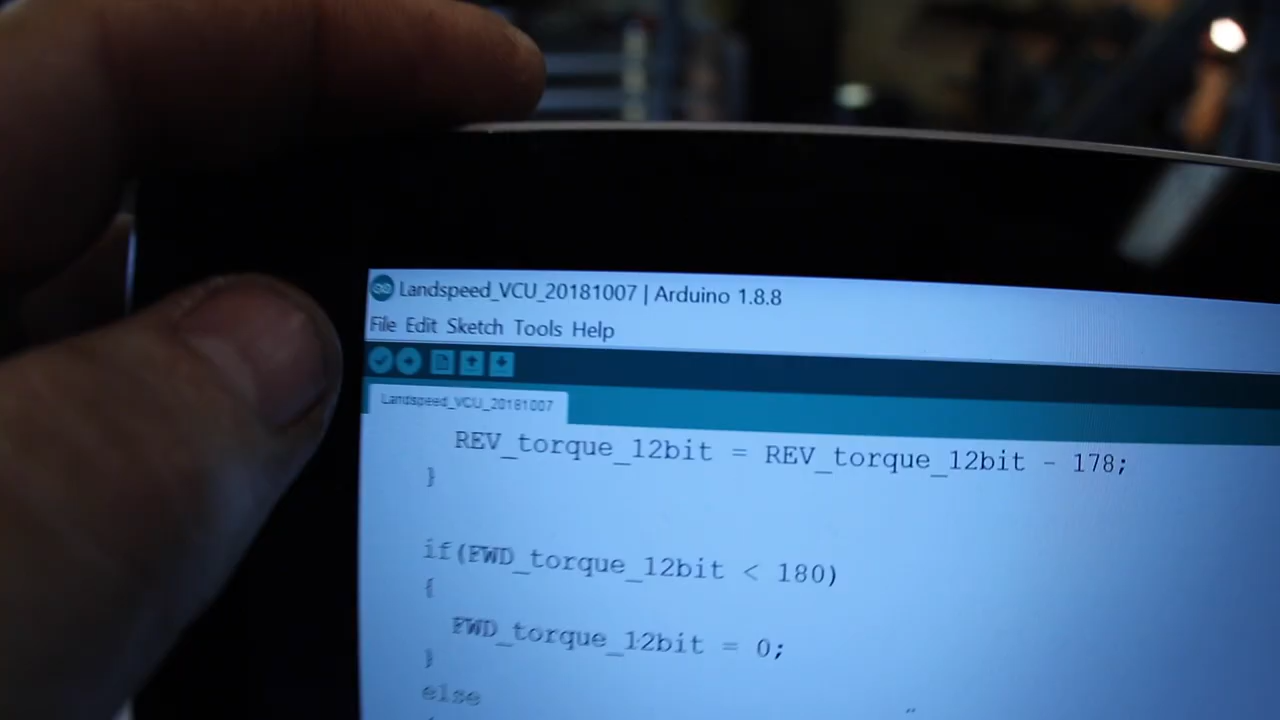 Landspeed_VCU_20181007 | Arduino 1.8.8
File Edit Sketch Tools Help
Landspeed_VCU_20181007
REV_torque_12bit = REV_torque_12bit - 178;
}
if(FWD_torque_12bit < 180)
{
FWD_torque_12bit = 0;
}
else